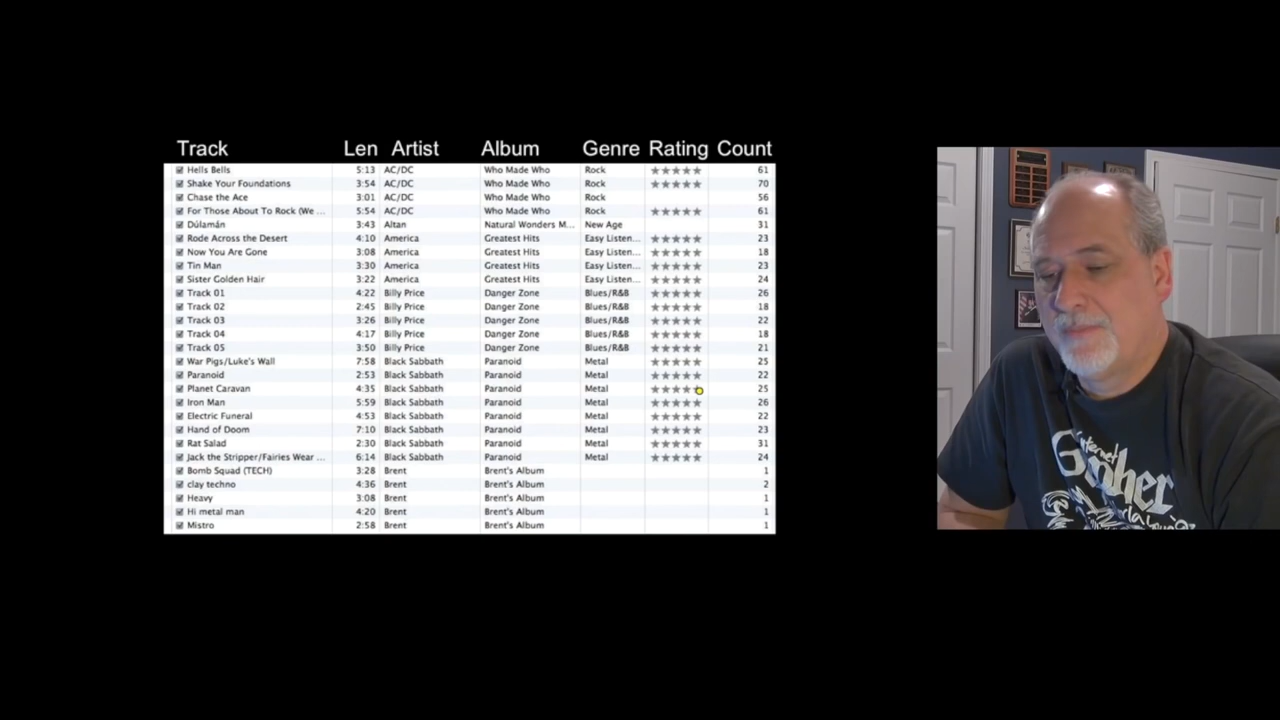 Track Len Artist Album Genre Rating Count
Hells Bells 5:13 AC/DC Who Made Who Rock ★★★★★ 61
Shake Your Foundations 3:54 AC/DC Who Made Who Rock ★★★★★ 70
Chase the Ace 3:01 AC/DC Who Made Who Rock 56
For Those About To Rock (We ... 5:54 AC/DC Who Made Who Rock ★★★★★ 61
Dúlamán 3:43 Altan Natural Wonders M... New Age 31
Rode Across the Desert 4:10 America Greatest Hits Easy Listen... ★★★★★ 23
Now You Are Gone 3:08 America Greatest Hits Easy Listen... ★★★★★ 18
Tin Man 3:30 America Greatest Hits Easy Listen... ★★★★★ 23
Sister Golden Hair 3:22 America Greatest Hits Easy Listen... ★★★★★ 24
Track 01 4:22 Billy Price Danger Zone Blues/R&B ★★★★★ 26
Track 02 2:45 Billy Price Danger Zone Blues/R&B ★★★★★ 18
Track 03 3:26 Billy Price Danger Zone Blues/R&B ★★★★★ 22
Track 04 4:17 Billy Price Danger Zone Blues/R&B ★★★★★ 18
Track 05 3:50 Billy Price Danger Zone Blues/R&B ★★★★★ 21
War Pigs/Luke's Wall 7:58 Black Sabbath Paranoid Metal ★★★★★ 25
Paranoid 2:53 Black Sabbath Paranoid Metal ★★★★★ 22
Planet Caravan 4:35 Black Sabbath Paranoid Metal ★★★★★ 25
Iron Man 5:59 Black Sabbath Paranoid Metal ★★★★★ 26
Electric Funeral 4:53 Black Sabbath Paranoid Metal ★★★★★ 22
Hand of Doom 7:10 Black Sabbath Paranoid Metal ★★★★★ 23
Rat Salad 2:30 Black Sabbath Paranoid Metal ★★★★★ 31
Jack the Stripper/Fairies Wear ... 6:14 Black Sabbath Paranoid Metal ★★★★★ 24
Bomb Squad (TECH) 3:28 Brent Brent's Album 1
clay techno 4:36 Brent Brent's Album 2
Heavy 3:08 Brent Brent's Album 1
Hi metal man 4:20 Brent Brent's Album 1
Mistro 2:58 Brent Brent's Album 1
Internet
Gopher